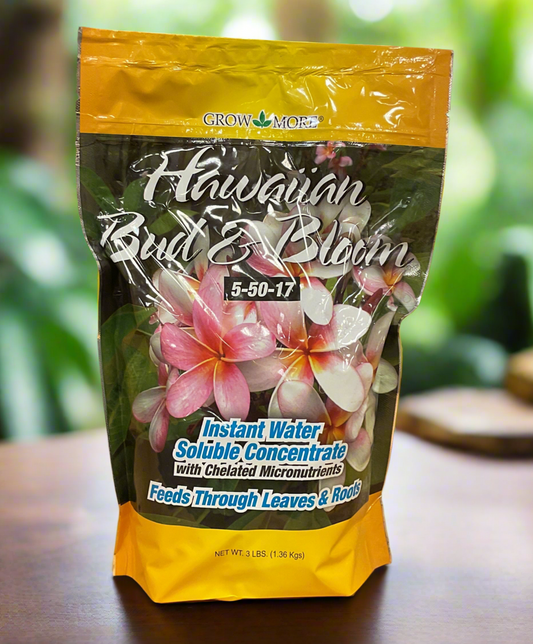 GROW MORE®
Hawaiian
Bud & Bloom
5-50-17
Instant Water
Soluble Concentrate
with Chelated Micronutrients
Feeds Through Leaves & Roots
NET WT. 3 LBS. (1.36 Kgs)